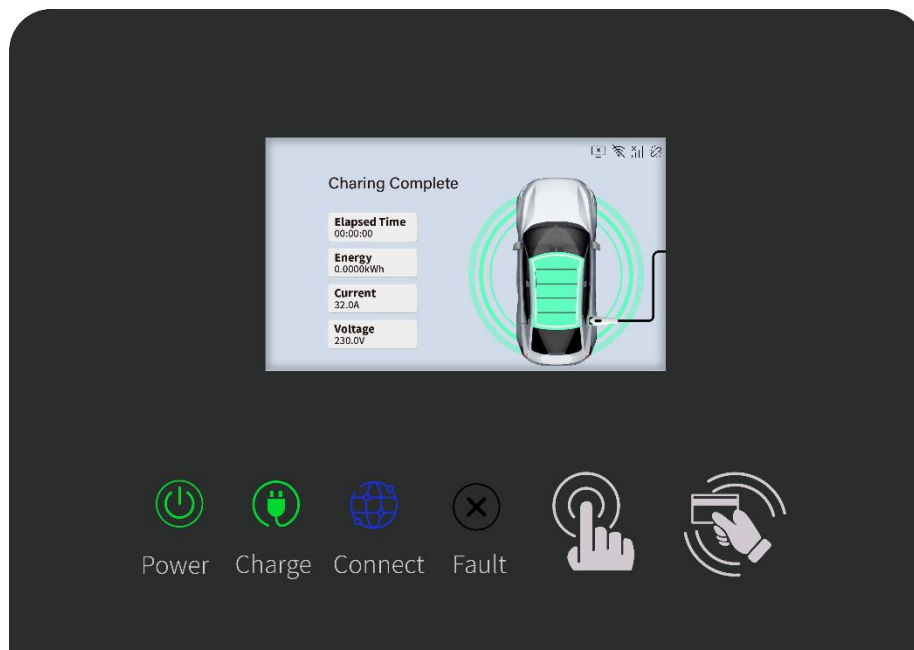 Charing Complete
Elapsed Time
00:00:00
Energy
0.0000kWh
Current
32.0A
Voltage
230.0V
Power Charge Connect Fault